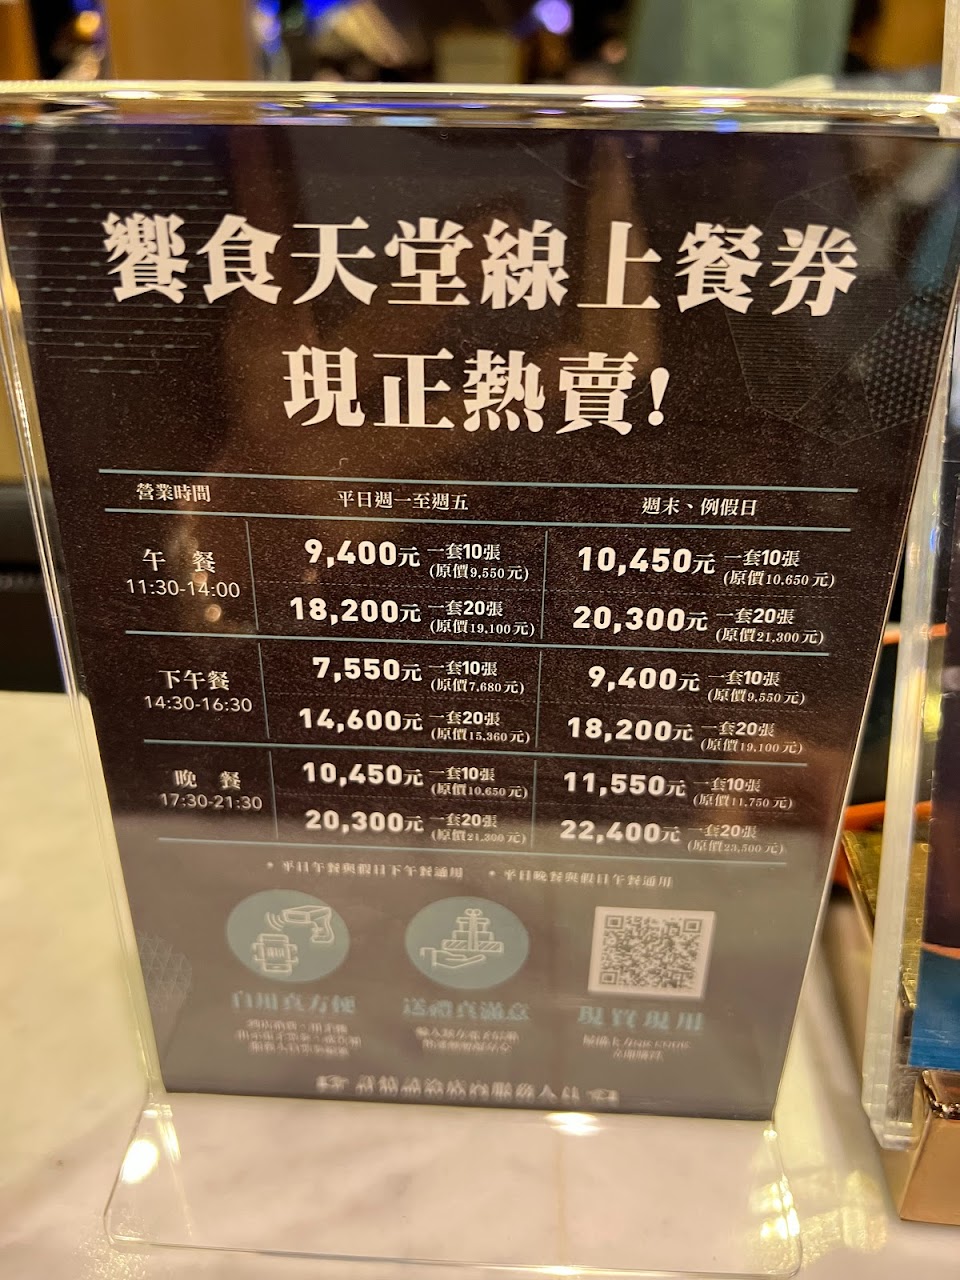 饗食天堂線上餐券
現正熱賣!
營業時間 平日週一至週五 週末、例假日
午 餐
11:30-14:00
9,400元 一套10張 (原價9,550元)
10,450元 一套10張 (原價10,650元)
18,200元 一套20張 (原價19,100元)
20,300元 一套20張 (原價21,300元)
下午餐
14:30-16:30
7,550元 一套10張 (原價7,680元)
9,400元 一套10張 (原價9,550元)
14,600元 一套20張 (原價15,360元)
18,200元 一套20張 (原價19,100元)
晚 餐
17:30-21:30
10,450元 一套10張 (原價10,650元)
11,550元 一套10張 (原價11,750元)
20,300元 一套20張 (原價21,300元)
22,400元 一套20張 (原價23,500元)
• 平日午餐與假日下午餐通用 • 平日晚餐與假日午餐通用
自用真方便 送禮真滿意 現買現用
立即購買
詳情請洽店內服務人員